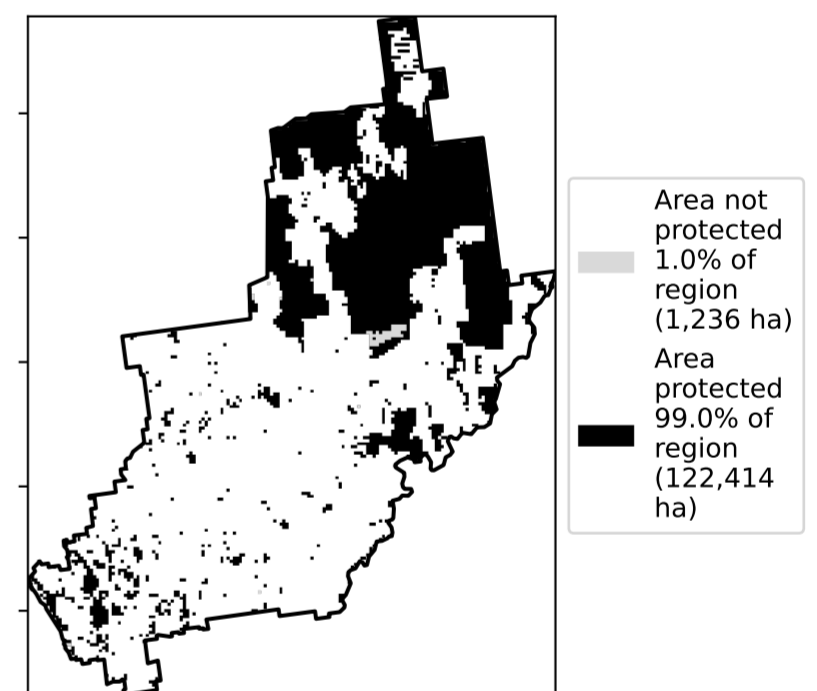 Area not
protected
1.0% of
region
(1,236 ha)
Area
protected
99.0% of
region
(122,414
ha)